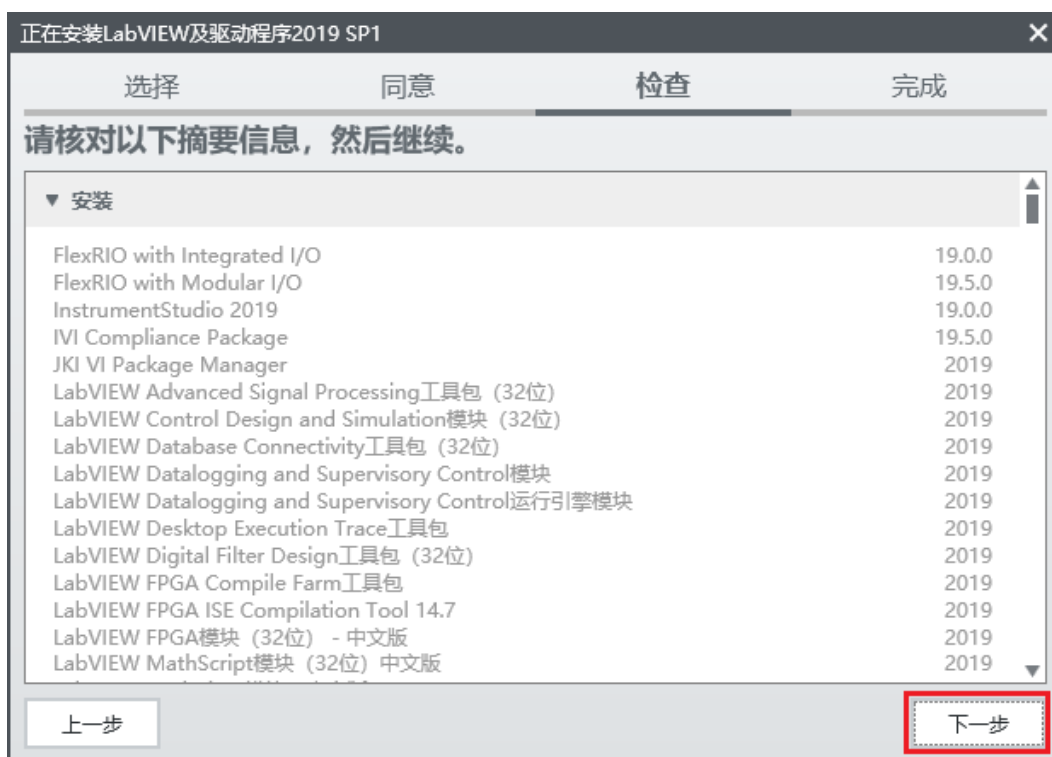 正在安装LabVIEW及驱动程序2019 SP1
选择 同意 检查 完成
请核对以下摘要信息，然后继续。
安装
FlexRIO with Integrated I/O 19.0.0
FlexRIO with Modular I/O 19.5.0
InstrumentStudio 2019 19.0.0
IVI Compliance Package 19.5.0
JKI VI Package Manager 2019
LabVIEW Advanced Signal Processing工具包 (32位) 2019
LabVIEW Control Design and Simulation模块 (32位) 2019
LabVIEW Database Connectivity工具包 (32位) 2019
LabVIEW Datalogging and Supervisory Control模块 2019
LabVIEW Datalogging and Supervisory Control运行引擎模块 2019
LabVIEW Desktop Execution Trace工具包 2019
LabVIEW Digital Filter Design工具包 (32位) 2019
LabVIEW FPGA Compile Farm工具包 2019
LabVIEW FPGA ISE Compilation Tool 14.7 2019
LabVIEW FPGA模块 (32位) - 中文版 2019
LabVIEW MathScript模块 (32位) 中文版 2019
上一步 下一步